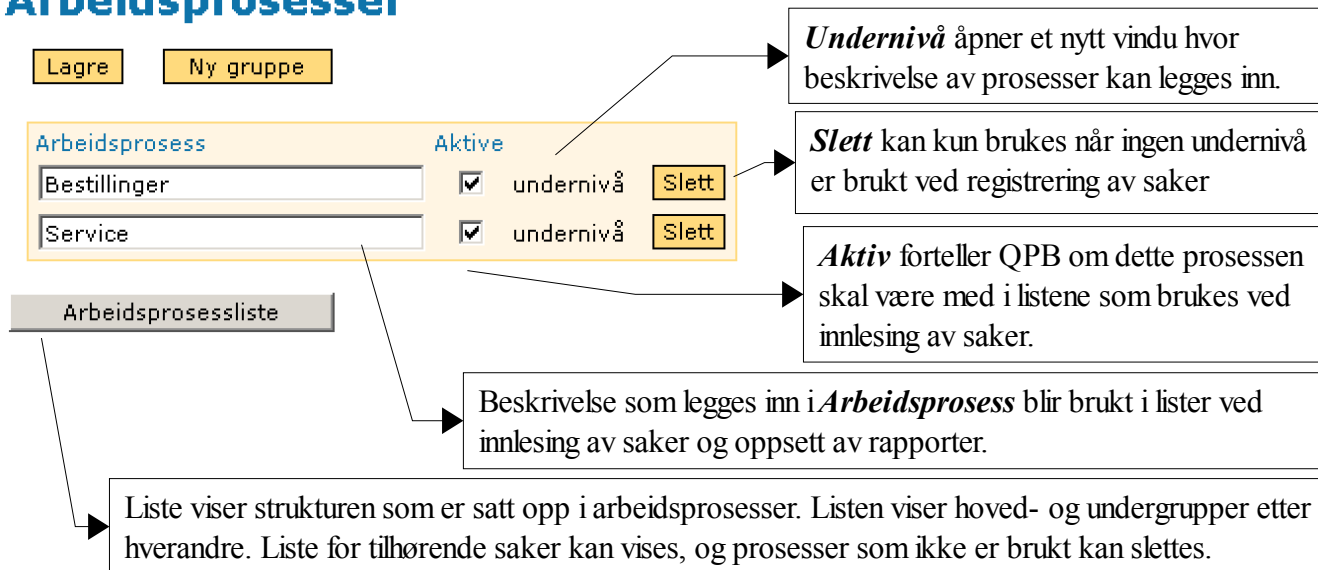 Arbeidsprosesser
Lagre Ny gruppe
Arbeidsprosess Aktive
Bestillinger undernivå Slett
Service undernivå Slett
Arbeidsprosessliste
Undernivå åpner et nytt vindu hvor
beskrivelse av prosesser kan legges inn.
Slett kan kun brukes når ingen undernivå
er brukt ved registrering av saker
Aktiv forteller QPB om dette prosessen
skal være med i listene som brukes ved
innlesing av saker.
Beskrivelse som legges inn i Arbeidsprosess blir brukt i lister ved
innlesing av saker og oppsett av rapporter.
Liste viser strukturen som er satt opp i arbeidsprosesser. Listen viser hoved- og undergrupper etter
hverandre. Liste for tilhørende saker kan vises, og prosesser som ikke er brukt kan slettes.